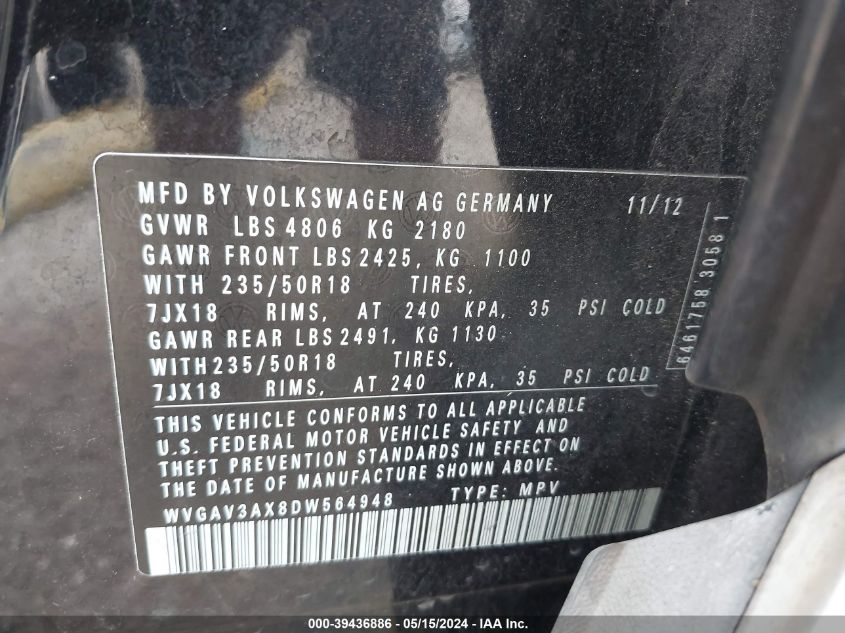 MFD BY VOLKSWAGEN AG GERMANY 11/12
GVWR LBS 4806 KG 2180
GAWR FRONT LBS 2425, KG 1100
WITH 235/50R18 TIRES,
7JX18 RIMS, AT 240 KPA, 35 PSI COLD
GAWR REAR LBS 2491, KG 1130
WITH 235/50R18 TIRES,
7JX18 RIMS, AT 240 KPA, 35 PSI COLD
THIS VEHICLE CONFORMS TO ALL APPLICABLE
U.S. FEDERAL MOTOR VEHICLE SAFETY AND
THEFT PREVENTION STANDARDS IN EFFECT ON
THE DATE OF MANUFACTURE SHOWN ABOVE.
WVGAV3AX8DW564948 TYPE: MPV
6461758 3058 1
000-39436886 - 05/15/2024 - IAA Inc.